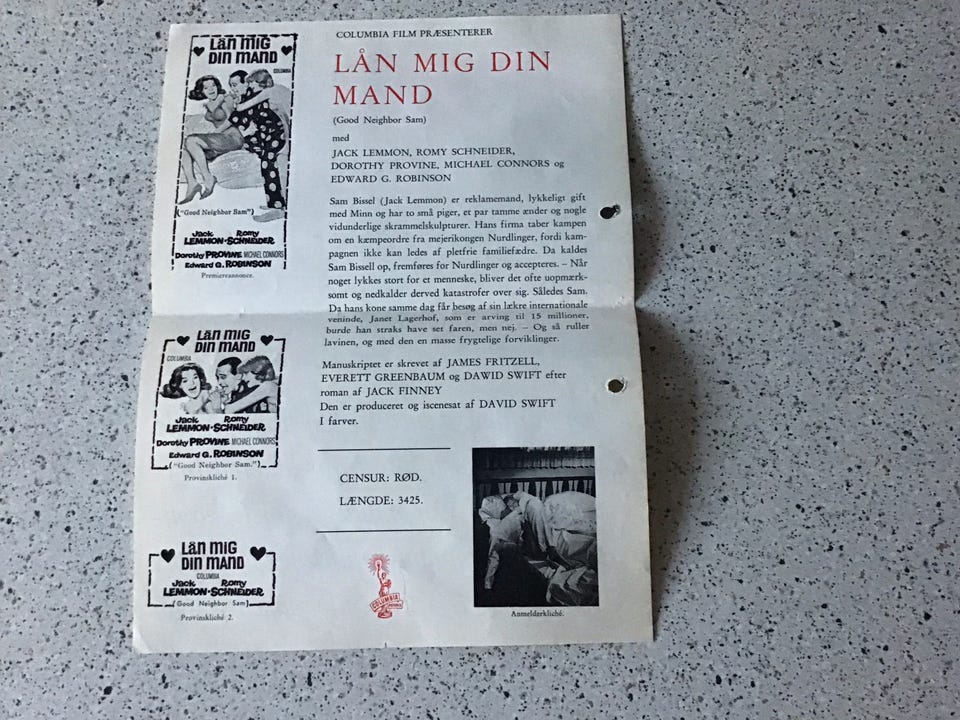 LÅN MIG
DIN MAND
COLUMBIA
("Good Neighbor Sam")
Jack Romy
LEMMON·SCHNEIDER
Dorothy PROVINE MICHAEL CONNORS
Edward G. ROBINSON
Premiereannonce.
LÅN MIG
DIN MAND
COLUMBIA
Jack Romy
LEMMON·SCHNEIDER
Dorothy PROVINE MICHAEL CONNORS
Edward G. ROBINSON
("Good Neighbor Sam.")
Provinskliché 1.
LÅN MIG
DIN MAND
COLUMBIA
Jack Romy
LEMMON·SCHNEIDER
(Good Neighbor Sam)
Provinskliché 2.
COLUMBIA FILM PRÆSENTERER
LÅN MIG DIN
MAND
(Good Neighbor Sam)
med
JACK LEMMON, ROMY SCHNEIDER,
DOROTHY PROVINE, MICHAEL CONNORS og
EDWARD G. ROBINSON
Sam Bissel (Jack Lemmon) er reklamemand, lykkeligt gift
med Minn og har to små piger, et par tamme ænder og nogle
vidunderlige skrammelskulpturer. Hans firma taber kampen
om en kæmpeordre fra mejerikongen Nurdlinger, fordi kam-
pagnen ikke kan ledes af pletfrie familiefædre. Da kaldes
Sam Bissell op, fremføres for Nurdlinger og accepteres. – Når
noget lykkes stort for et menneske, bliver det ofte uopmærk-
somt og nedkalder derved katastrofer over sig. Således Sam.
Da hans kone samme dag får besøg af sin lækre internationale
veninde, Janet Lagerhof, som er arving til 15 millioner,
burde han straks have set faren, men nej. – Og så ruller
lavinen, og med den en masse frygtelige forviklinger.
Manuskriptet er skrevet af JAMES FRITZELL,
EVERETT GREENBAUM og DAWID SWIFT efter
roman af JACK FINNEY
Den er produceret og iscenesat af DAVID SWIFT
I farver.
CENSUR: RØD.
LÆNGDE: 3425.
COLUMBIA
Anmelderkliché.